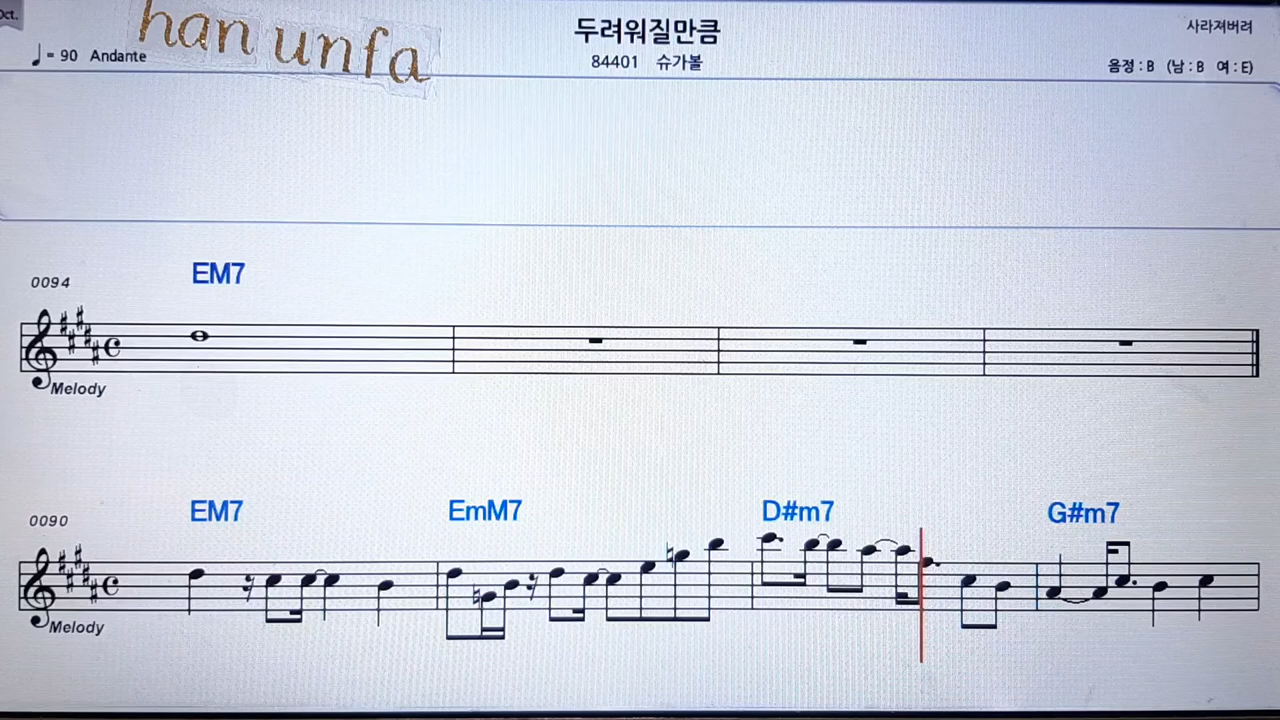 Oct.
han unfa
두려워질만큼
사라져버려
♩= 90 Andante
84401 슈가볼
음정 : B (남 : B 여 : E)
0094
EM7
Melody
0090
EM7 EmM7 D#m7 G#m7
Melody